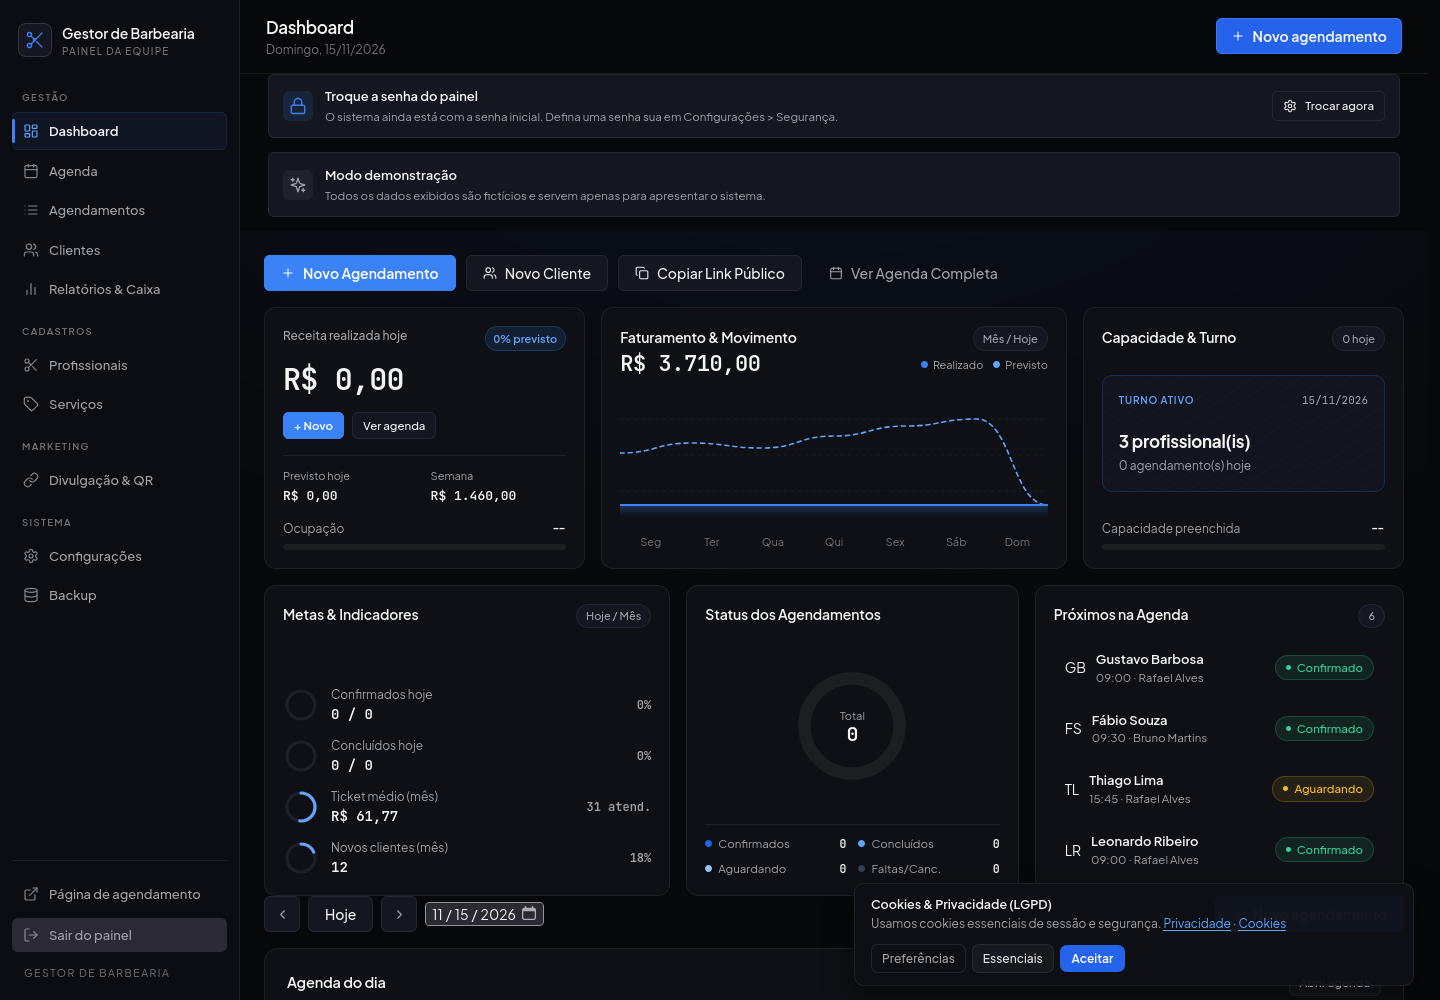 Gestor de Barbearia
PAINEL DA EQUIPE
GESTÃO
Dashboard
Agenda
Agendamentos
Clientes
Relatórios & Caixa
CADASTROS
Profissionais
Serviços
MARKETING
Divulgação & QR
SISTEMA
Configurações
Backup
Página de agendamento
Sair do painel
GESTOR DE BARBEARIA
Dashboard
Domingo, 15/11/2026
+ Novo agendamento
Troque a senha do painel
O sistema ainda está com a senha inicial. Defina uma senha sua em Configurações > Segurança.
Trocar agora
Modo demonstração
Todos os dados exibidos são fictícios e servem apenas para apresentar o sistema.
+ Novo Agendamento
Novo Cliente
Copiar Link Público
Ver Agenda Completa
Receita realizada hoje
0% previsto
R$ 0,00
+ Novo
Ver agenda
Previsto hoje
Semana
R$ 0,00
R$ 1.460,00
Ocupação
--
Faturamento & Movimento
Mês / Hoje
R$ 3.710,00
Realizado
Previsto
Seg
Ter
Qua
Qui
Sex
Sáb
Dom
Capacidade & Turno
0 hoje
TURNO ATIVO
15/11/2026
3 profissional(is)
0 agendamento(s) hoje
Capacidade preenchida
--
Metas & Indicadores
Hoje / Mês
Confirmados hoje
0 / 0
0%
Concluídos hoje
0 / 0
0%
Ticket médio (mês)
R$ 61,77
31 atend.
Novos clientes (mês)
12
18%
Status dos Agendamentos
Total
0
Confirmados
0
Concluídos
0
Aguardando
0
Faltas/Canc.
0
Próximos na Agenda
6
GB
Gustavo Barbosa
09:00 · Rafael Alves
Confirmado
FS
Fábio Souza
09:30 · Bruno Martins
Confirmado
TL
Thiago Lima
15:45 · Rafael Alves
Aguardando
LR
Leonardo Ribeiro
09:00 · Rafael Alves
Confirmado
Hoje
11 / 15 / 2026
Agenda do dia
Cookies & Privacidade (LGPD)
Usamos cookies essenciais de sessão e segurança. Privacidade · Cookies
Preferências
Essenciais
Aceitar